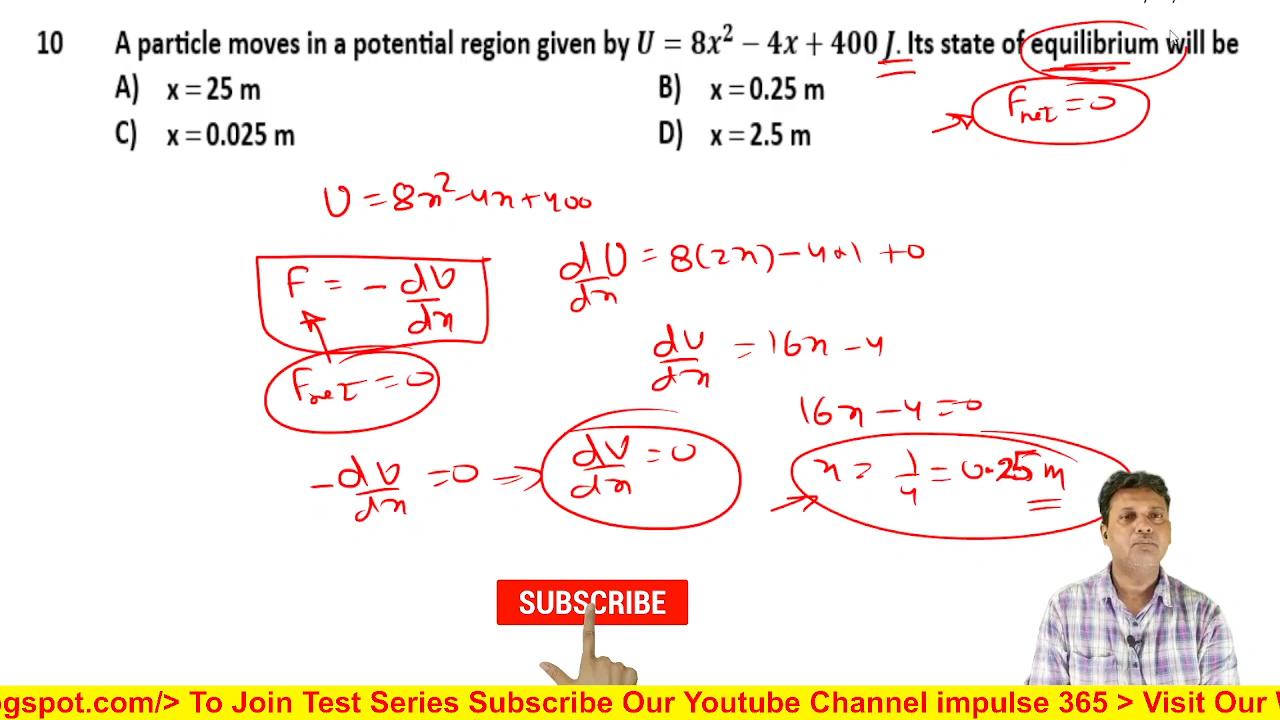 10 A particle moves in a potential region given by U = 8x² − 4x + 400 J. Its state of equilibrium will be
A) x = 25 m B) x = 0.25 m
C) x = 0.025 m D) x = 2.5 m
Fnet = 0
U = 8x² - 4x + 400
dU/dx = 8(2x) - 4×1 + 0
F = - dU/dx
dU/dx = 16x - 4
Fnet = 0
16x - 4 = 0
- dU/dx = 0 ⇒ dU/dx = 0
x = 1/4 = 0.25 m
SUBSCRIBE
ogspot.com/> To Join Test Series Subscribe Our Youtube Channel impulse 365 > Visit Our